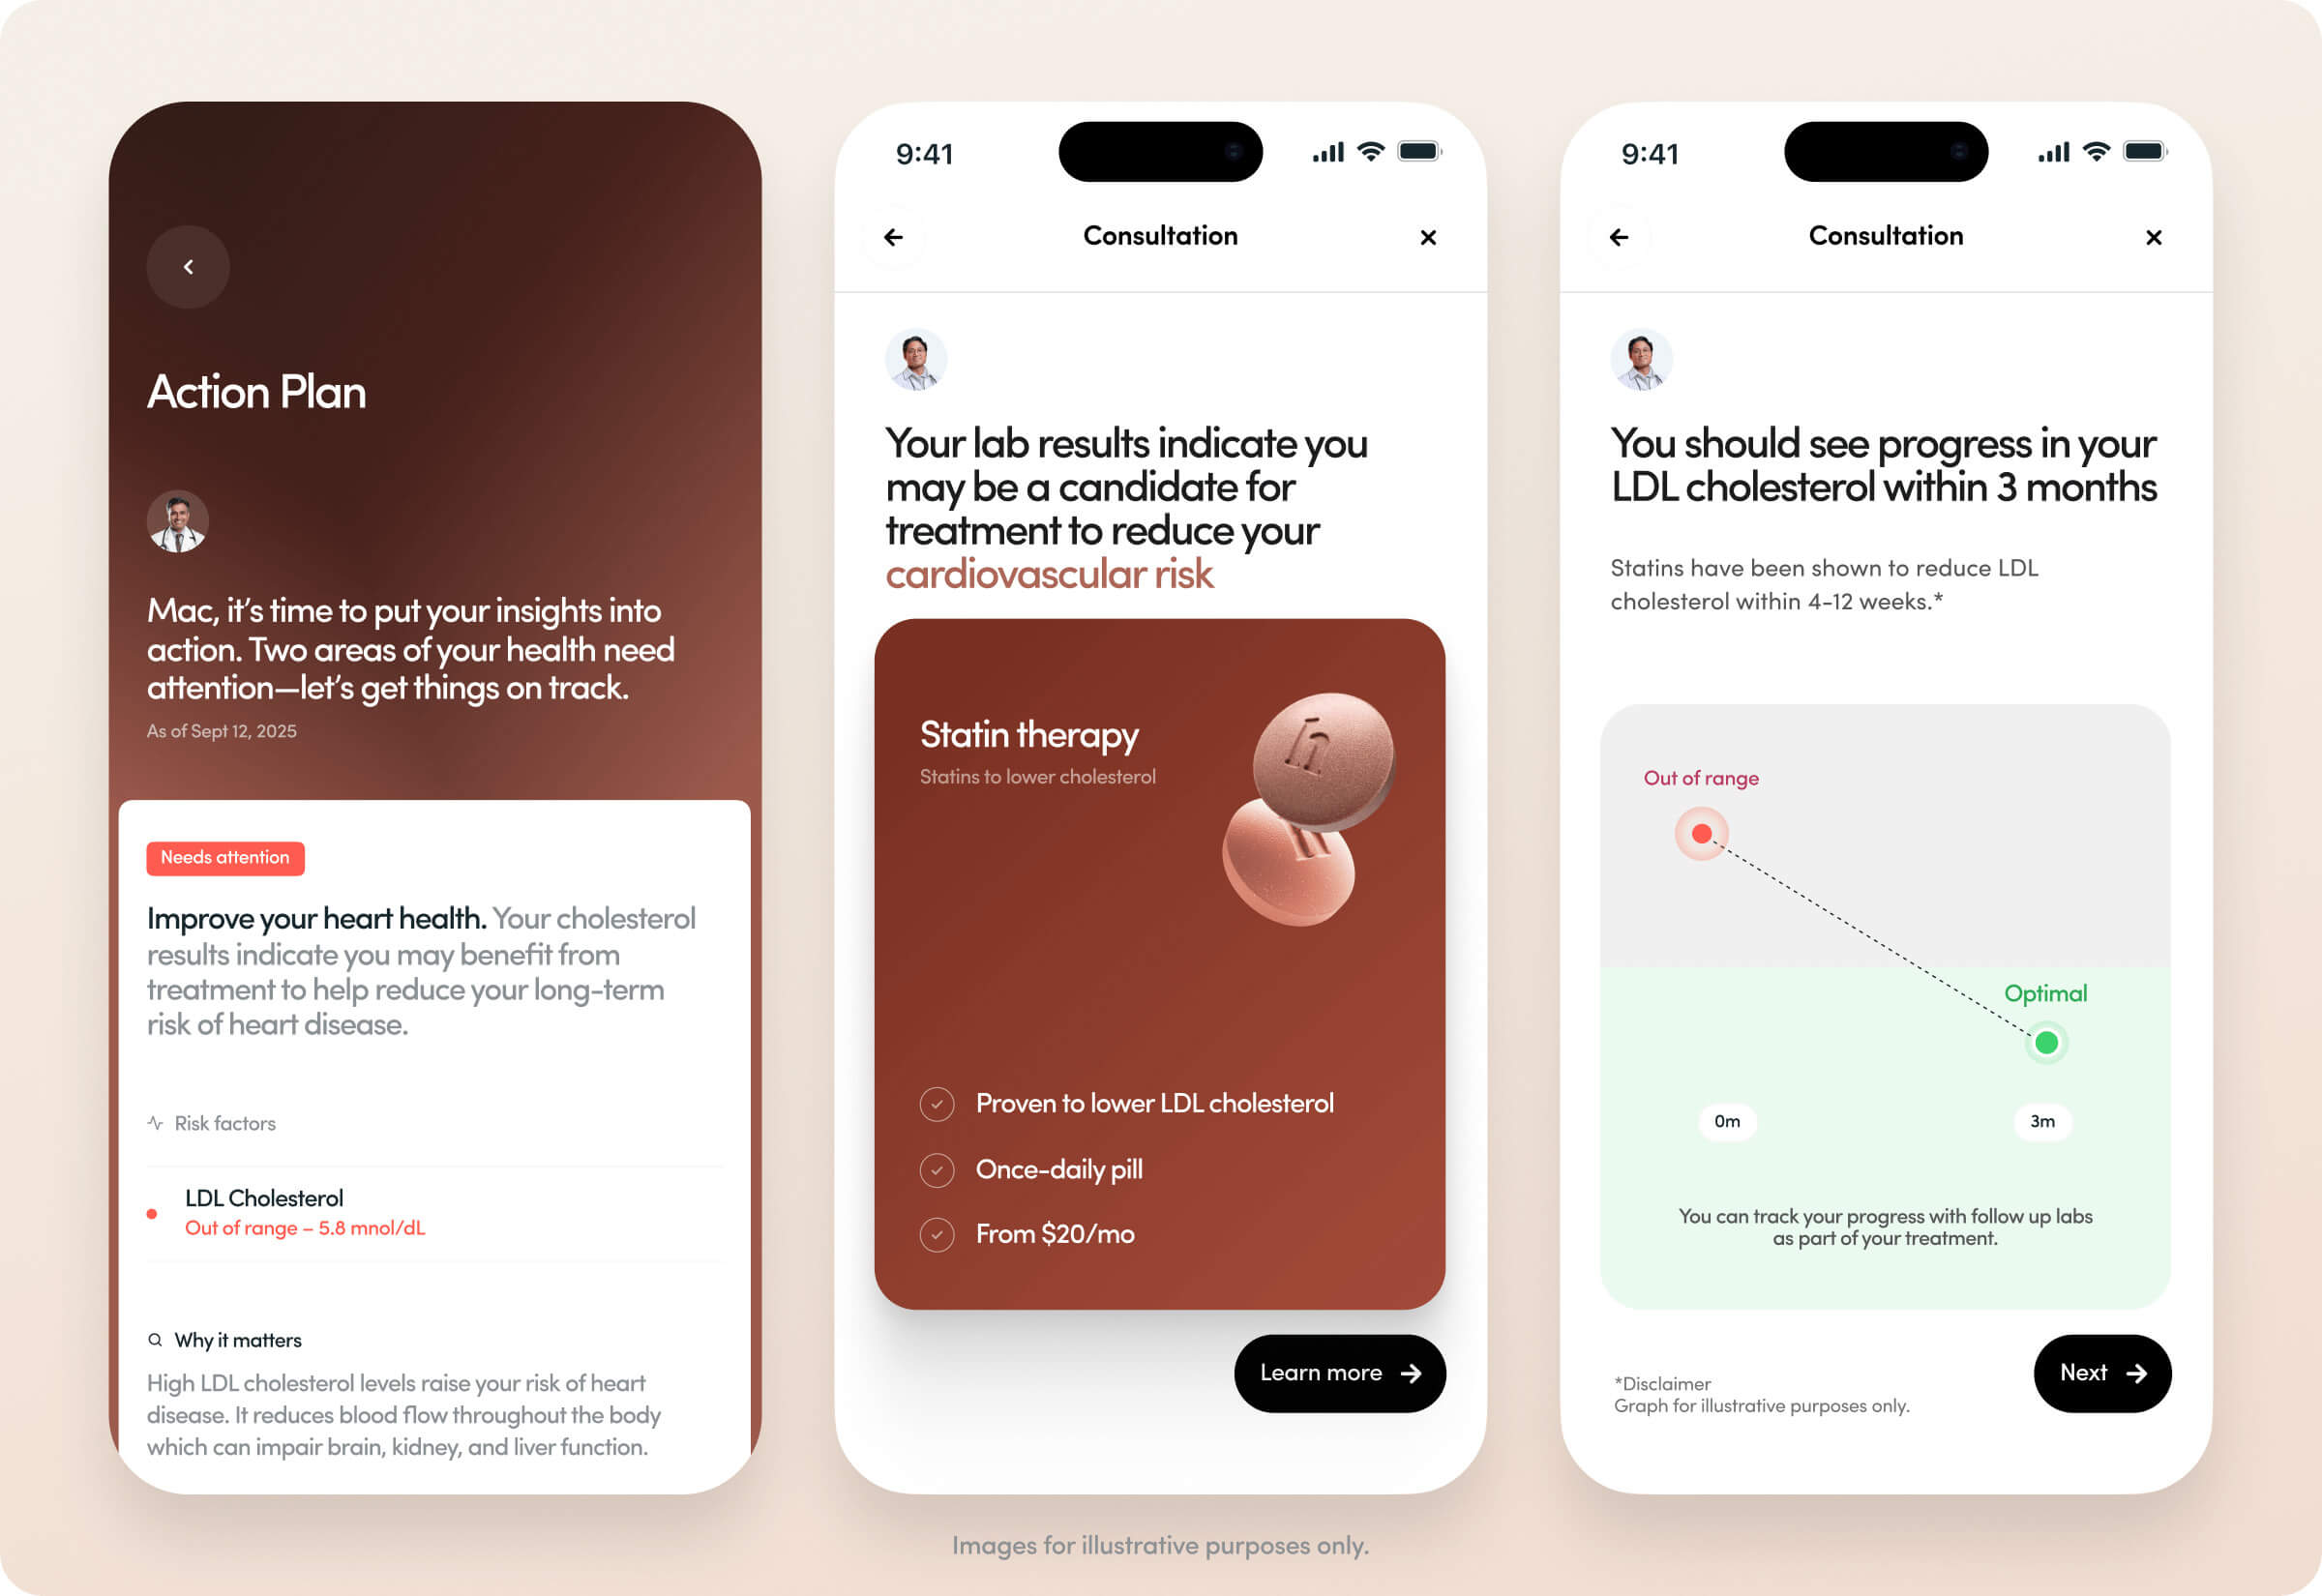 Action Plan
Mac, it's time to put your insights into
action. Two areas of your health need
attention—let's get things on track.
As of Sept 12, 2025
Needs attention
Improve your heart health. Your cholesterol
results indicate you may benefit from
treatment to help reduce your long-term
risk of heart disease.
Risk factors
LDL Cholesterol
Out of range – 5.8 mnol/dL
Why it matters
High LDL cholesterol levels raise your risk of heart
disease. It reduces blood flow throughout the body
which can impair brain, kidney, and liver function.
9:41
Consultation
Your lab results indicate you
may be a candidate for
treatment to reduce your
cardiovascular risk
Statin therapy
Statins to lower cholesterol
h
h
Proven to lower LDL cholesterol
Once-daily pill
From $20/mo
Learn more
9:41
Consultation
You should see progress in your
LDL cholesterol within 3 months
Statins have been shown to reduce LDL
cholesterol within 4-12 weeks.*
Out of range
Optimal
0m
3m
You can track your progress with follow up labs
as part of your treatment.
*Disclaimer
Graph for illustrative purposes only.
Next
Images for illustrative purposes only.